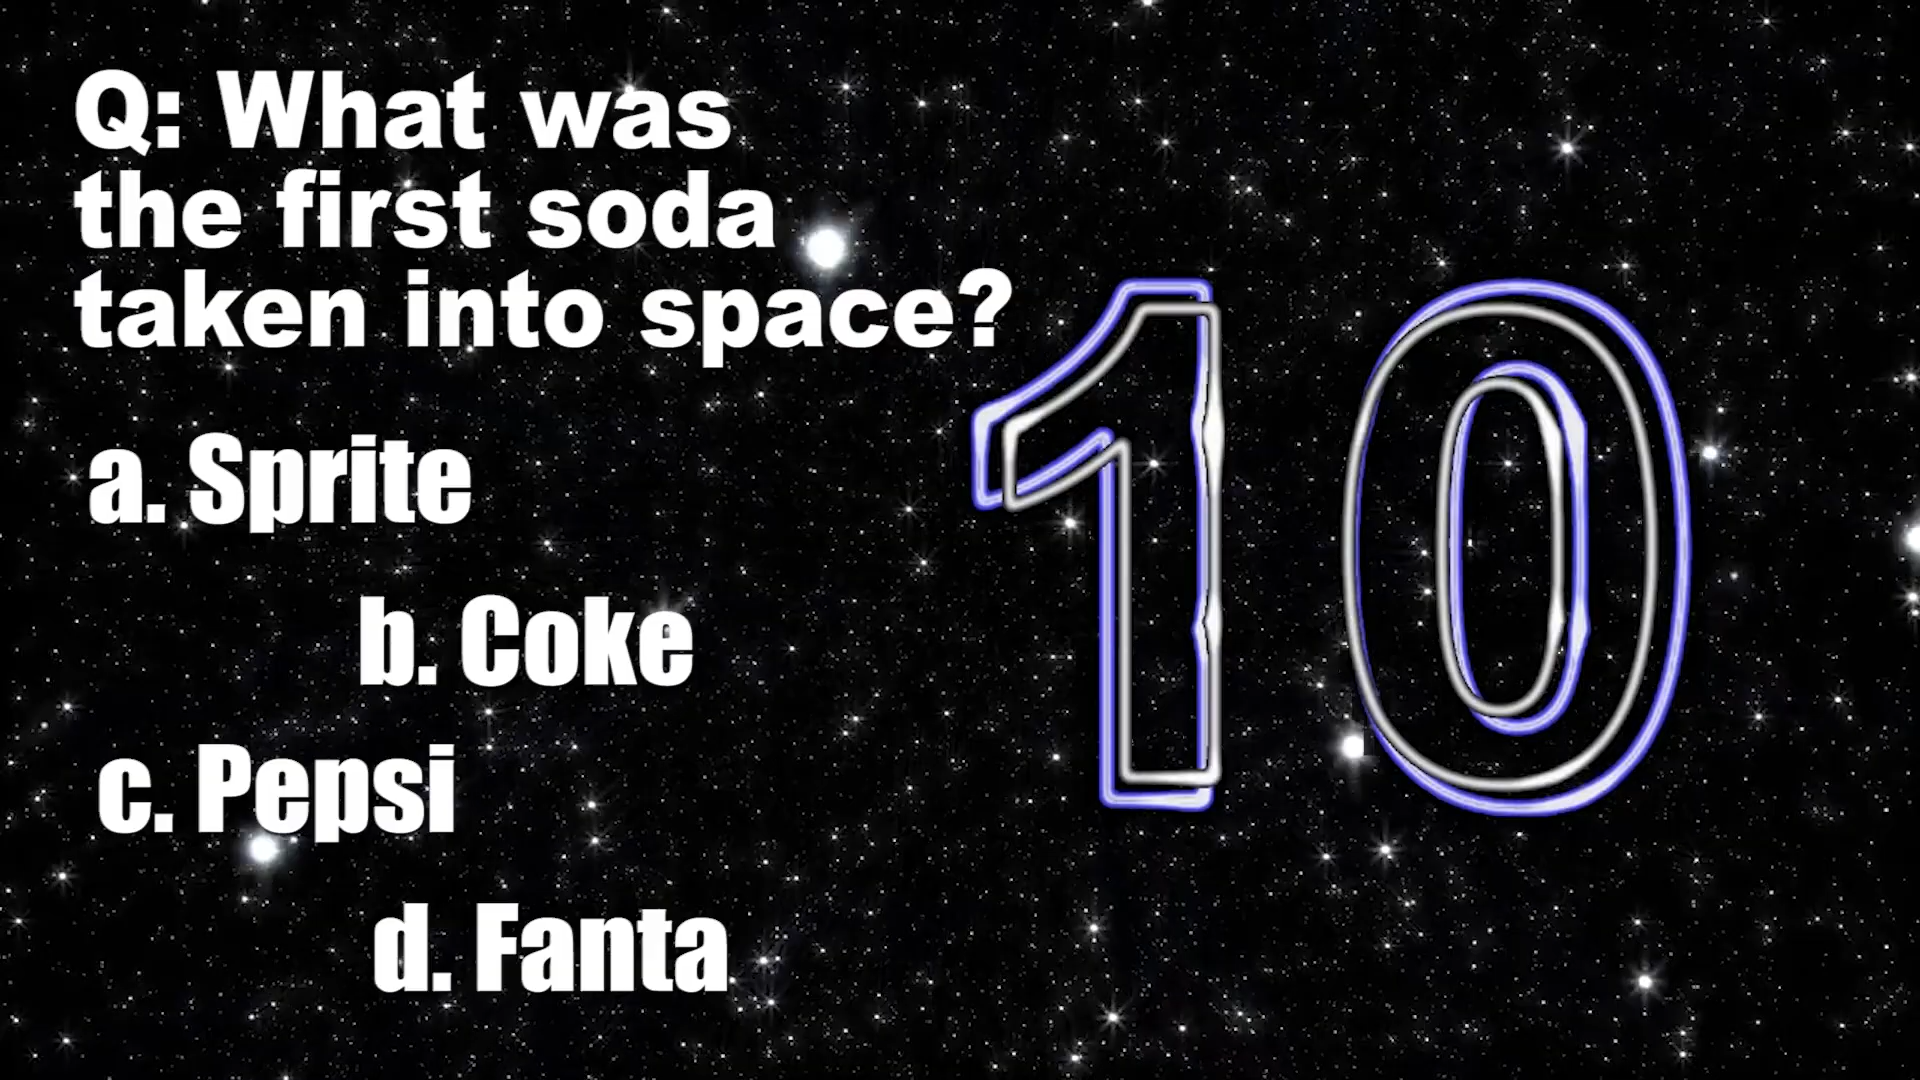 Q: What was
the first soda
taken into space?
10
a. Sprite
b. Coke
c. Pepsi
d. Fanta